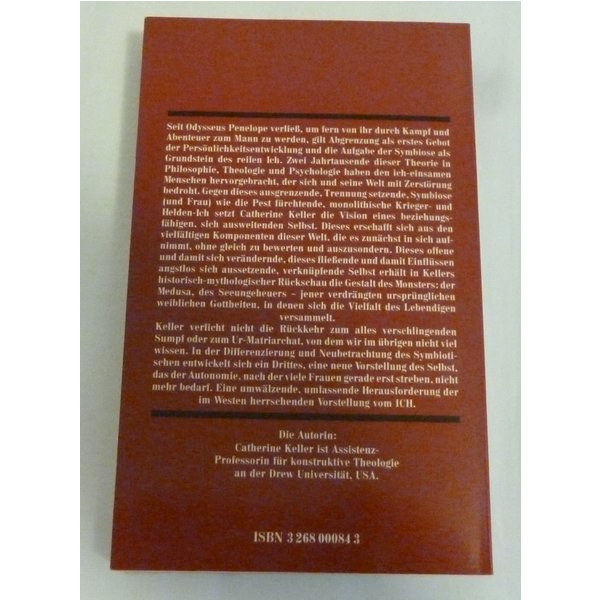 Seit Odysseus Penelope verließ, um fern von ihr durch Kampf und
Abenteuer zum Mann zu werden, gilt Abgrenzung als erstes Gebot
der Persönlichkeitsentwicklung und die Aufgabe der Symbiose als
Grundstein des reifen Ich. Zwei Jahrtausende dieser Theorie in
Philosophie, Theologie und Psychologie haben den ich-einsamen
Menschen hervorgebracht, der sich und seine Welt mit Zerstörung
bedroht. Gegen dieses ausgrenzende, Trennung setzende, Symbiose
(und Frau) wie die Pest fürchtende, monolithische Krieger- und
Helden-Ich setzt Catherine Keller die Vision eines beziehungs-
fähigen, sich ausweitenden Selbst. Dieses erschafft sich aus den
vielfältigen Komponenten dieser Welt, die es zunächst in sich auf-
nimmt, ohne gleich zu bewerten und auszusondern. Dieses offene
und damit sich verändernde, dieses fließende und damit Einflüssen
angstlos sich aussetzende, verknüpfende Selbst erhält in Kellers
historisch-mythologischer Rückschau die Gestalt des Monsters: der
Medusa, des Seeungeheuers – jener verdrängten ursprünglichen
weiblichen Gottheiten, in denen sich die Vielfalt des Lebendigen
versammelt.
Keller verficht nicht die Rückkehr zum alles verschlingenden
Sumpf oder zum Ur-Matriarchat, von dem wir im übrigen nicht viel
wissen. In der Differenzierung und Neubetrachtung des Symbioti-
schen entwickelt sich ein Drittes, eine neue Vorstellung des Selbst,
das der Autonomie, nach der viele Frauen gerade erst streben, nicht
mehr bedarf. Eine umwälzende, umfassende Herausforderung der
im Westen herrschenden Vorstellung vom ICH.
Die Autorin:
Catherine Keller ist Assistenz-
Professorin für konstruktive Theologie
an der Drew Universität, USA.
ISBN 3 268 00084 3